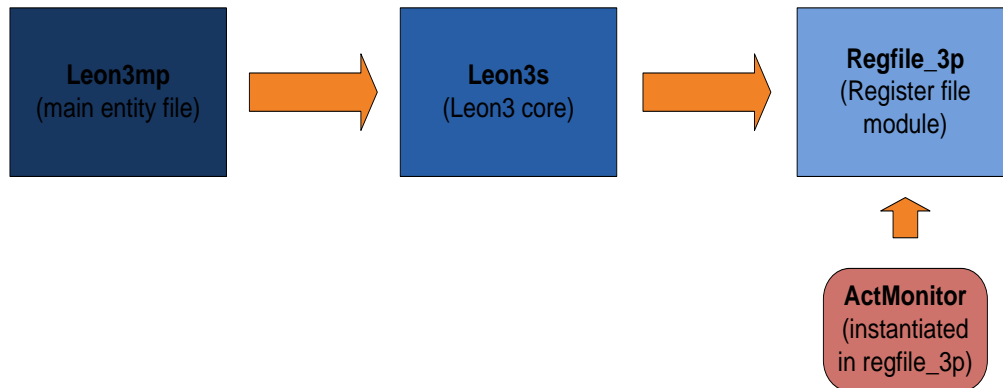 Leon3mp
(main entity file)
Leon3s
(Leon3 core)
Regfile_3p
(Register file
module)
ActMonitor
(instantiated
in regfile_3p)